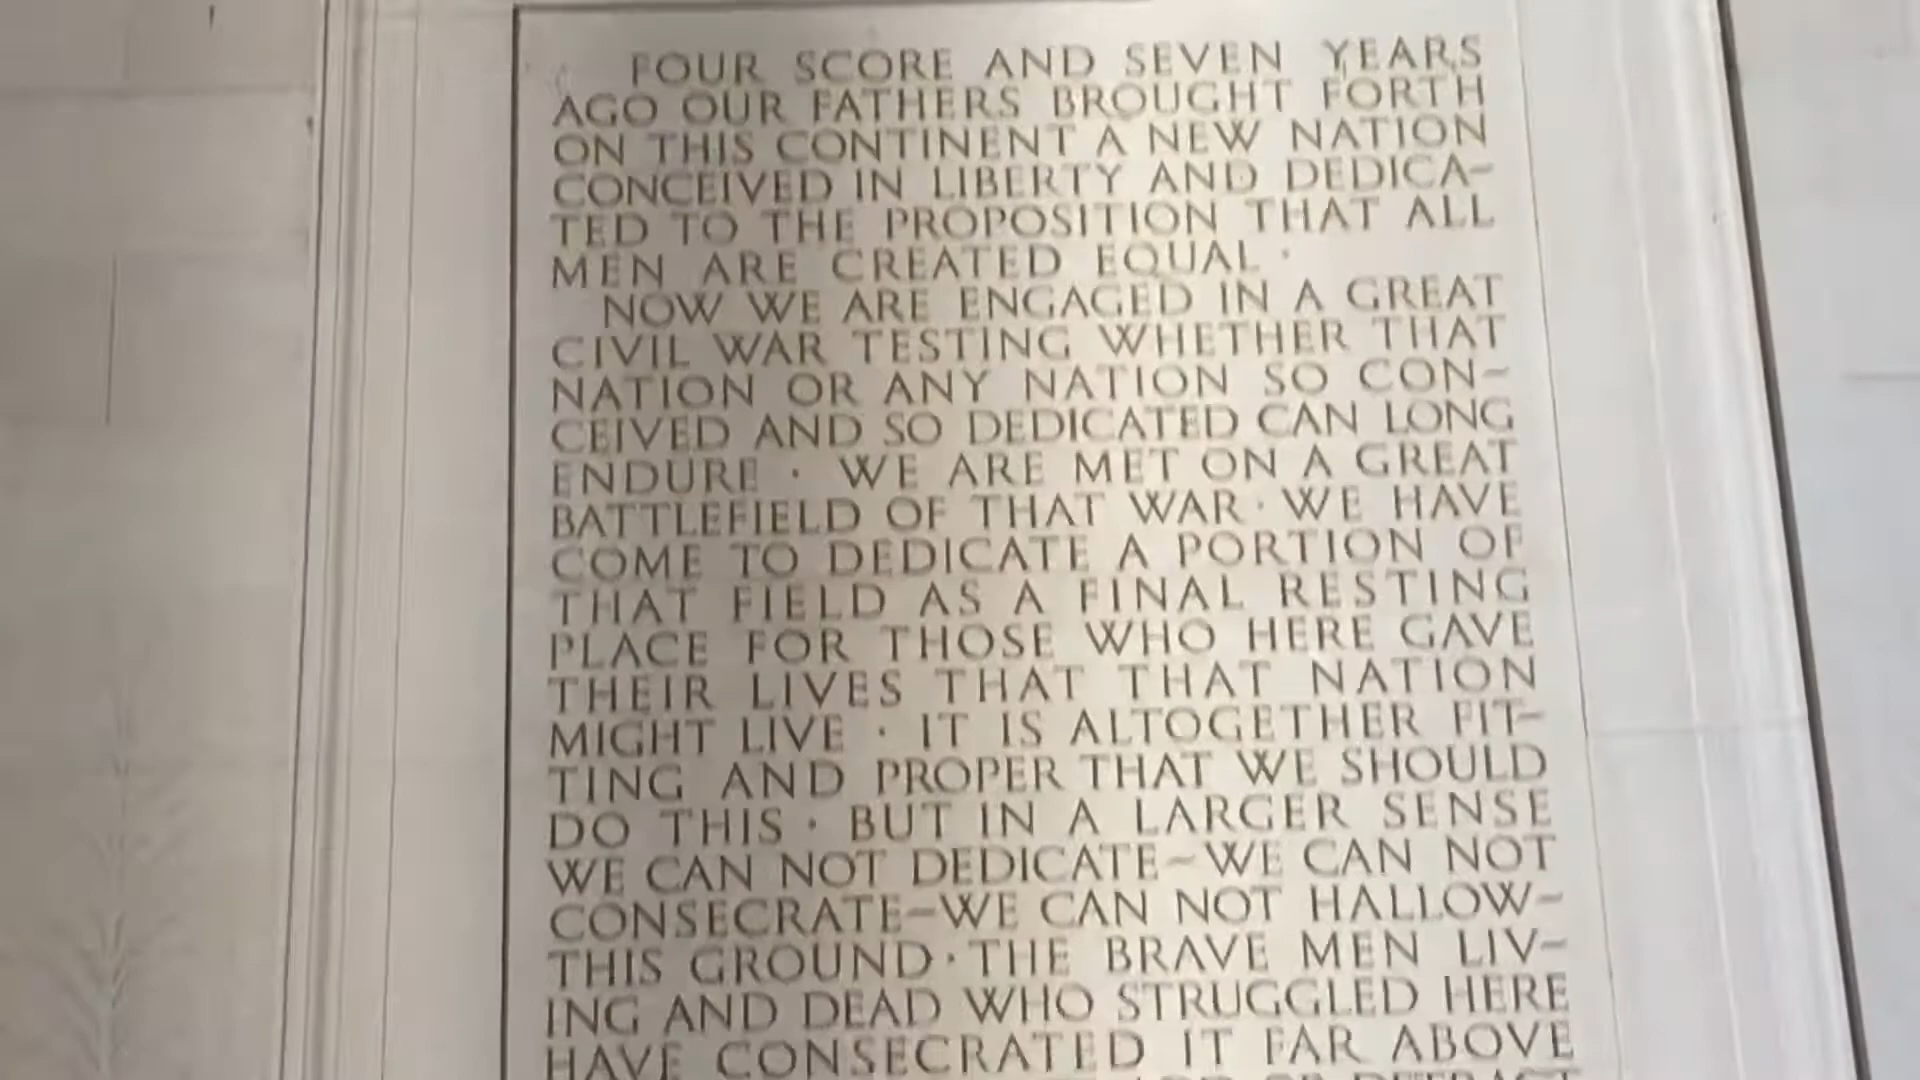 FOUR SCORE AND SEVEN YEARS
AGO OUR FATHERS BROUGHT FORTH
ON THIS CONTINENT A NEW NATION
CONCEIVED IN LIBERTY AND DEDICA-
TED TO THE PROPOSITION THAT ALL
MEN ARE CREATED EQUAL ·
NOW WE ARE ENGAGED IN A GREAT
CIVIL WAR TESTING WHETHER THAT
NATION OR ANY NATION SO CON-
CEIVED AND SO DEDICATED CAN LONG
ENDURE · WE ARE MET ON A GREAT
BATTLEFIELD OF THAT WAR · WE HAVE
COME TO DEDICATE A PORTION OF
THAT FIELD AS A FINAL RESTING
PLACE FOR THOSE WHO HERE GAVE
THEIR LIVES THAT THAT NATION
MIGHT LIVE · IT IS ALTOGETHER FIT-
TING AND PROPER THAT WE SHOULD
DO THIS · BUT IN A LARGER SENSE
WE CAN NOT DEDICATE~WE CAN NOT
CONSECRATE~WE CAN NOT HALLOW~
THIS GROUND · THE BRAVE MEN LIV-
ING AND DEAD WHO STRUGGLED HERE
HAVE CONSECRATED IT FAR ABOVE